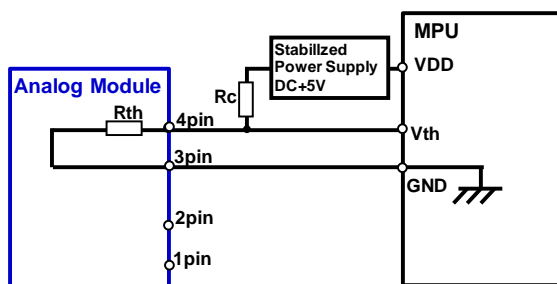 Stabillzed
Power Supply
DC+5V
MPU
VDD
Analog Module
Rc
Rth
4pin
Vth
3pin
GND
2pin
1pin